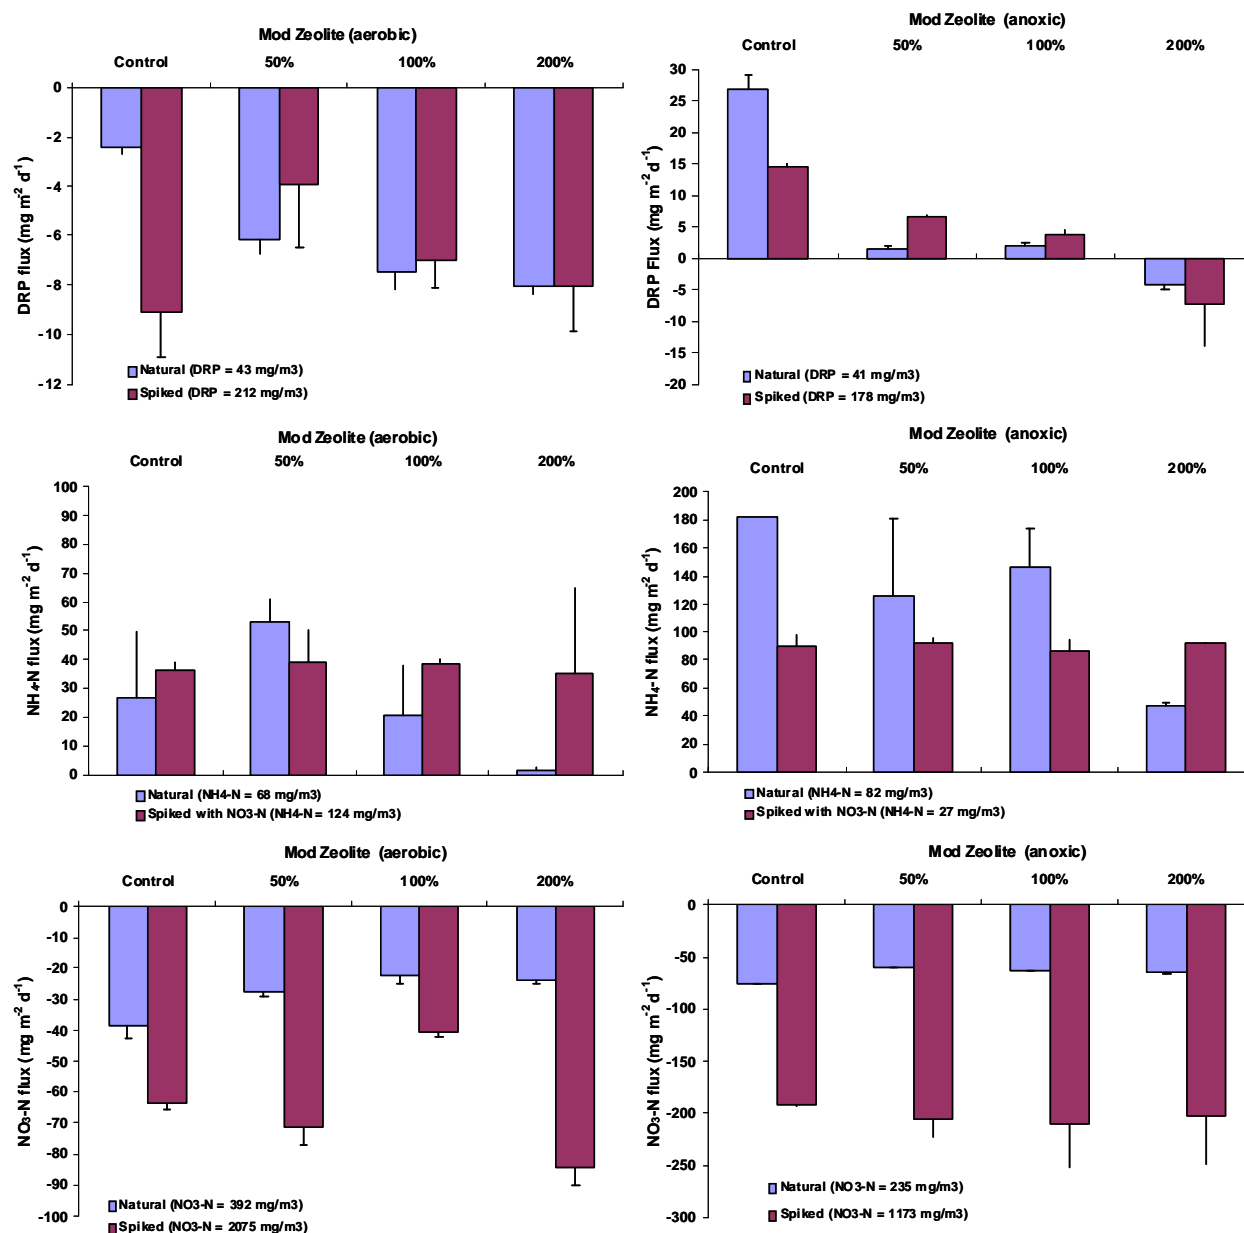 Mod Zeolite (aerobic)
Control 50% 100% 200%
0
-2
-4
-6
-8
-10
-12
DRP flux (mg m-2 d-1)
Natural (DRP = 43 mg/m3)
Spiked (DRP = 212 mg/m3)
Mod Zeolite (anoxic)
Control 50% 100% 200%
30
25
20
15
10
5
0
-5
-10
-15
-20
DRP Flux (mg m-2 d-1)
Natural (DRP = 41 mg/m3)
Spiked (DRP = 178 mg/m3)
Mod Zeolite (aerobic)
Control 50% 100% 200%
100
90
80
70
60
50
40
30
20
10
0
NH4-N flux (mg m-2 d-1)
Natural (NH4-N = 68 mg/m3)
Spiked with NO3-N (NH4-N = 124 mg/m3)
Mod Zeolite (anoxic)
Control 50% 100% 200%
200
180
160
140
120
100
80
60
40
20
0
NH4-N flux (mg m-2 d-1)
Natural (NH4-N = 82 mg/m3)
Spiked with NO3-N (NH4-N = 27 mg/m3)
Mod Zeolite (aerobic)
Control 50% 100% 200%
0
-10
-20
-30
-40
-50
-60
-70
-80
-90
-100
NO3-N flux (mg m-2 d-1)
Natural (NO3-N = 392 mg/m3)
Spiked (NO3-N = 2075 mg/m3)
Mod Zeolite (anoxic)
Control 50% 100% 200%
0
-50
-100
-150
-200
-250
-300
NO3-N flux (mg m-2 d-1)
Natural (NO3-N = 235 mg/m3)
Spiked (NO3-N = 1173 mg/m3)